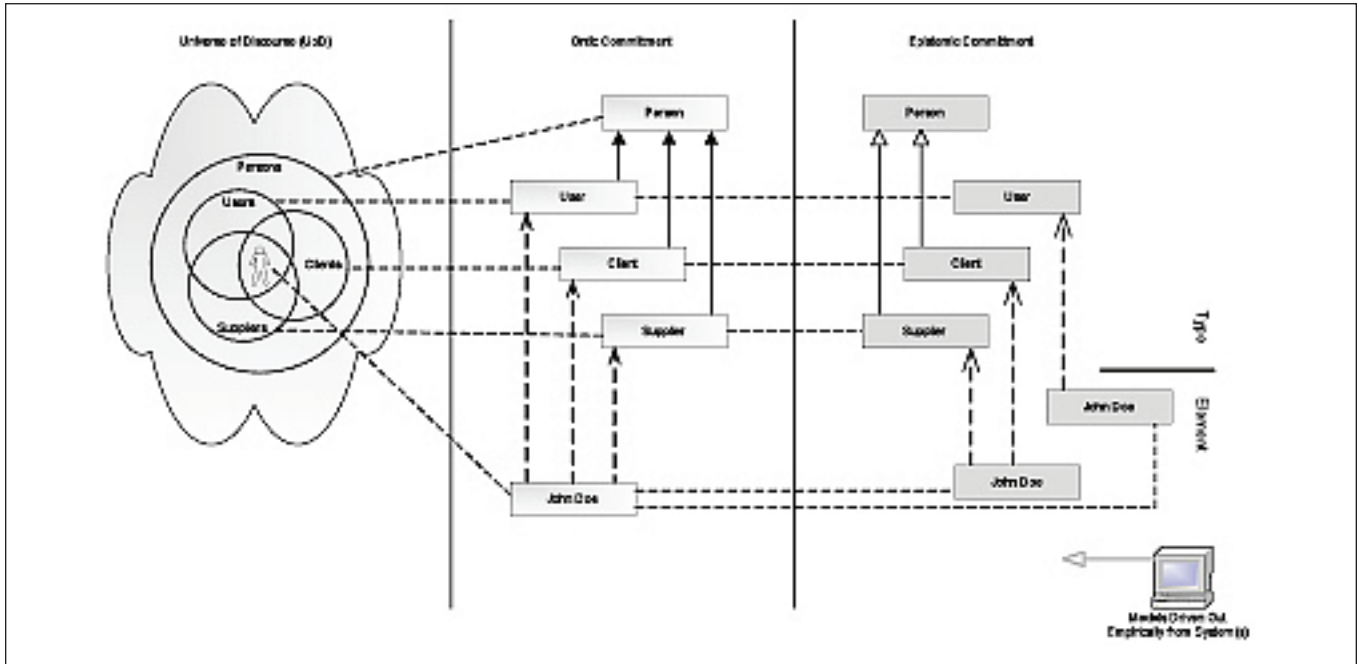 Universe of Discourse (UoD)
Ontic Commitment
Epistemic Commitment
Persons
Users
Clients
Suppliers
Person
User
Client
Supplier
John Doe
Person
User
Client
Supplier
John Doe
John Doe
Type
Element
Models Driven Out
Empirically from System(s)